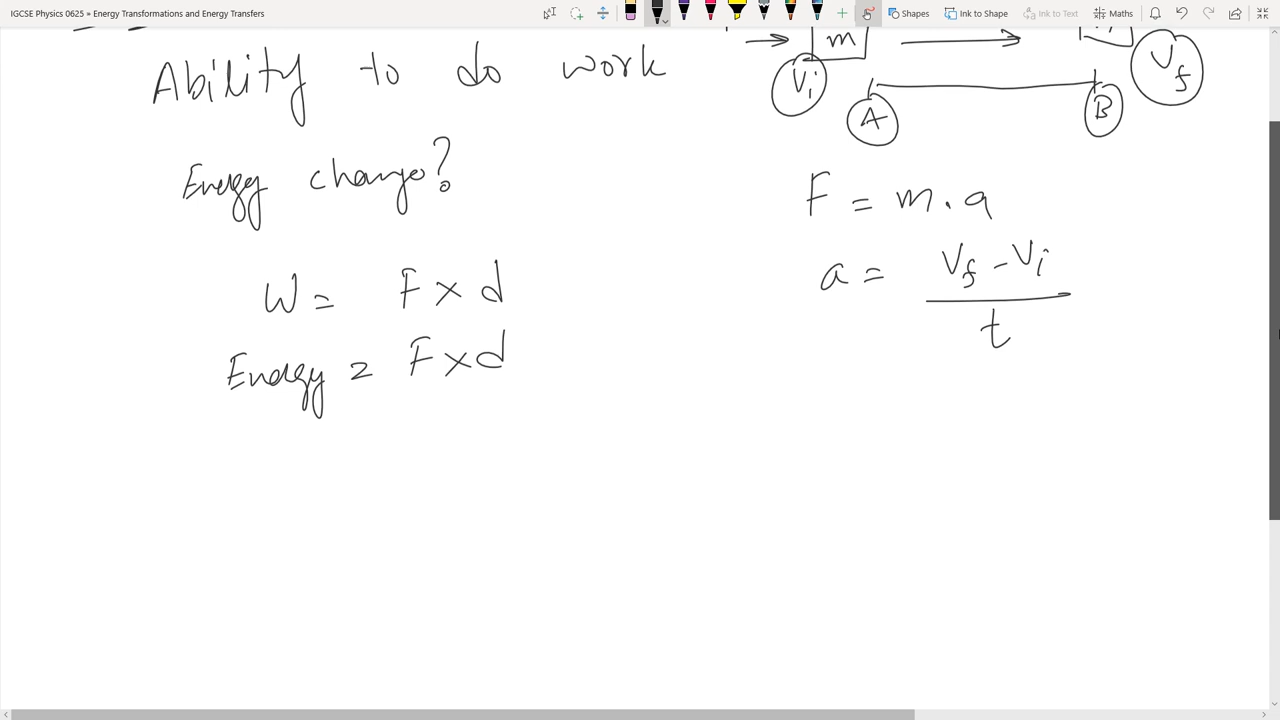 IGCSE Physics 0625 » Energy Transformations and Energy Transfers
Shapes
Ink to Shape
Ink to Text
Maths
Ability to do work
Energy change?
W = F × d
Energy = F × d
m
Vi
Vf
A
B
F = m . a
a = Vf - Vi
t